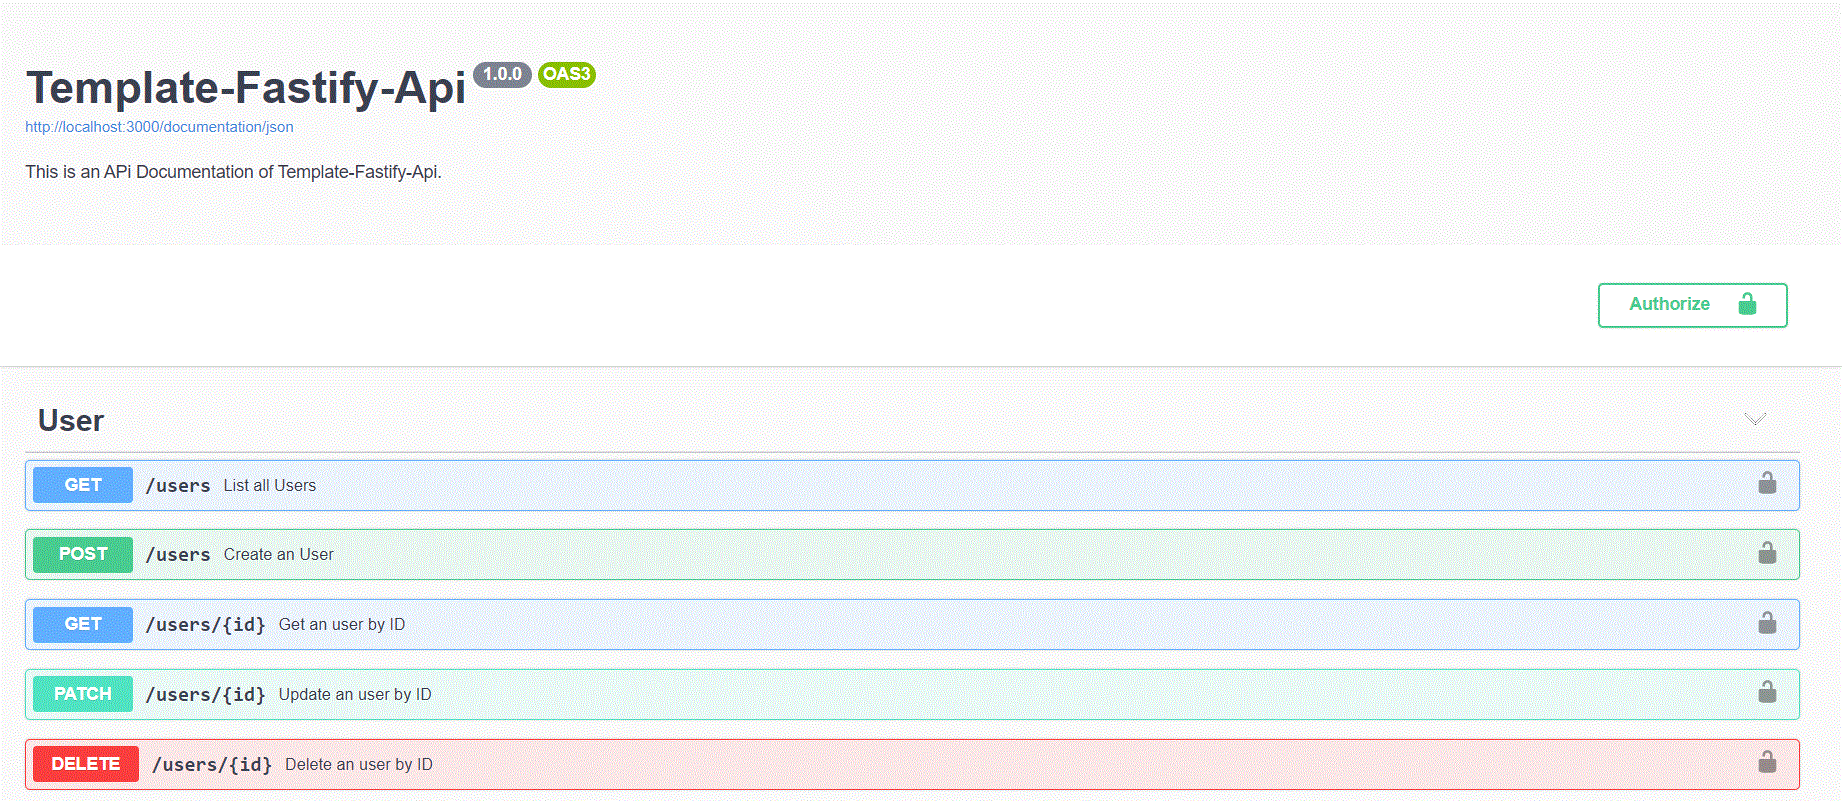 Template-Fastify-Api 1.0.0 OAS3
http://localhost:3000/documentation/json
This is an APi Documentation of Template-Fastify-Api.
Authorize
User
GET /users List all Users
POST /users Create an User
GET /users/{id} Get an user by ID
PATCH /users/{id} Update an user by ID
DELETE /users/{id} Delete an user by ID